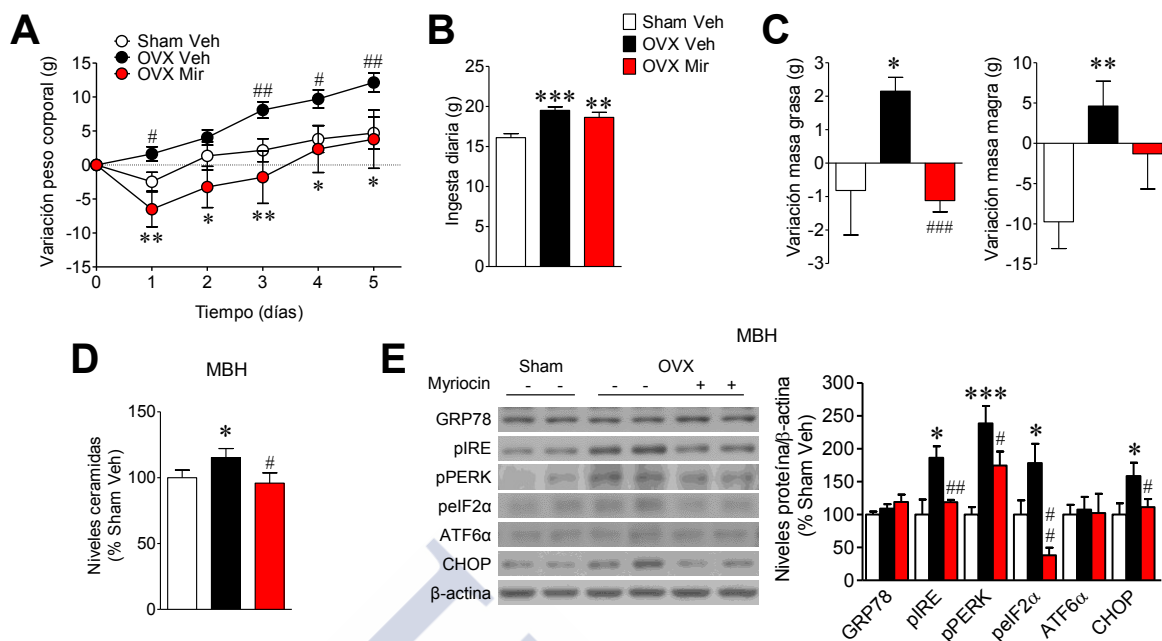 A
Sham Veh
OVX Veh
OVX Mir
Variación peso corporal (g)
15
10
5
0
-5
-10
-15
#
##
#
##
**
*
**
*
*
0 1 2 3 4 5
Tiempo (días)
B
Sham Veh
OVX Veh
OVX Mir
Ingesta diaria (g)
25
20
15
10
5
0
*** **
C
Variación masa grasa (g)
3
2
1
0
-1
-2
-3
*
###
Variación masa magra (g)
10
5
0
-5
-10
-15
**
D
MBH
Niveles ceramidas
(% Sham Veh)
150
100
50
0
*
#
E
MBH
Sham OVX
Myriocin - - - - + +
GRP78
pIRE
pPERK
peIF2α
ATF6α
CHOP
β-actina
Niveles proteína/β-actina
(% Sham Veh)
300
250
200
150
100
50
0
*
##
***
#
*
#
#
*
#
GRP78
pIRE
pPERK
peIF2α
ATF6α
CHOP